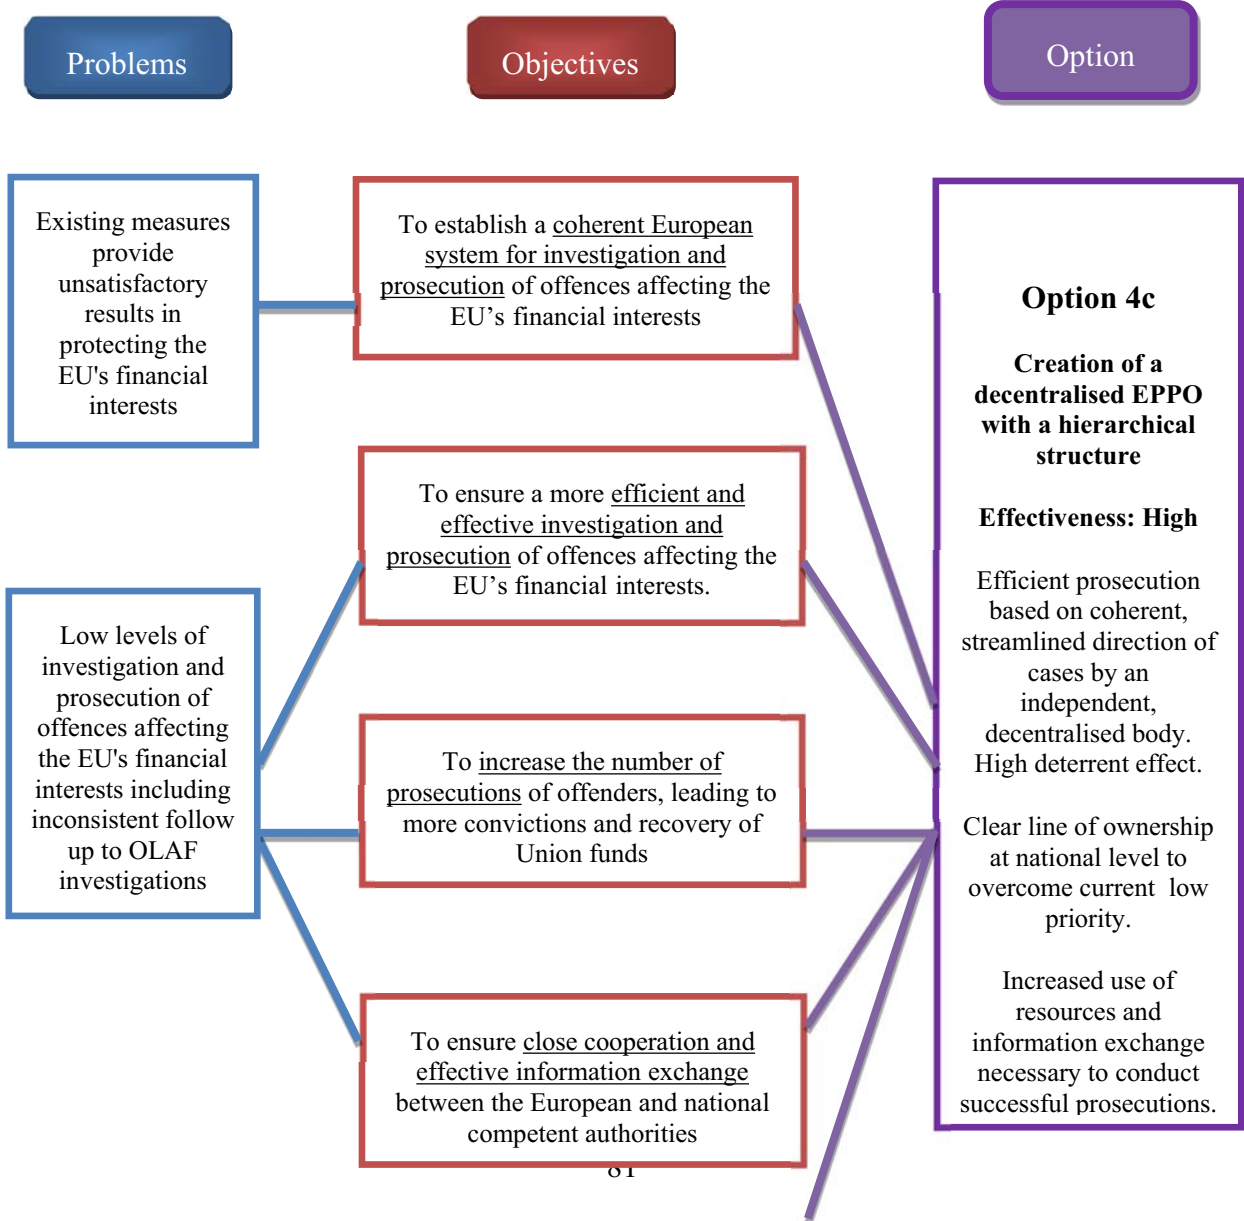 Problems
Objectives
Option
Existing measures
provide
unsatisfactory
results in
protecting the
EU's financial
interests
Low levels of
investigation and
prosecution of
offences affecting
the EU's financial
interests including
inconsistent follow
up to OLAF
investigations
To establish a coherent European
system for investigation and
prosecution of offences affecting the
EU’s financial interests
To ensure a more efficient and
effective investigation and
prosecution of offences affecting the
EU’s financial interests.
To increase the number of
prosecutions of offenders, leading to
more convictions and recovery of
Union funds
To ensure close cooperation and
effective information exchange
between the European and national
competent authorities
Option 4c
Creation of a
decentralised EPPO
with a hierarchical
structure
Effectiveness: High
Efficient prosecution
based on coherent,
streamlined direction of
cases by an
independent,
decentralised body.
High deterrent effect.
Clear line of ownership
at national level to
overcome current low
priority.
Increased use of
resources and
information exchange
necessary to conduct
successful prosecutions.
81